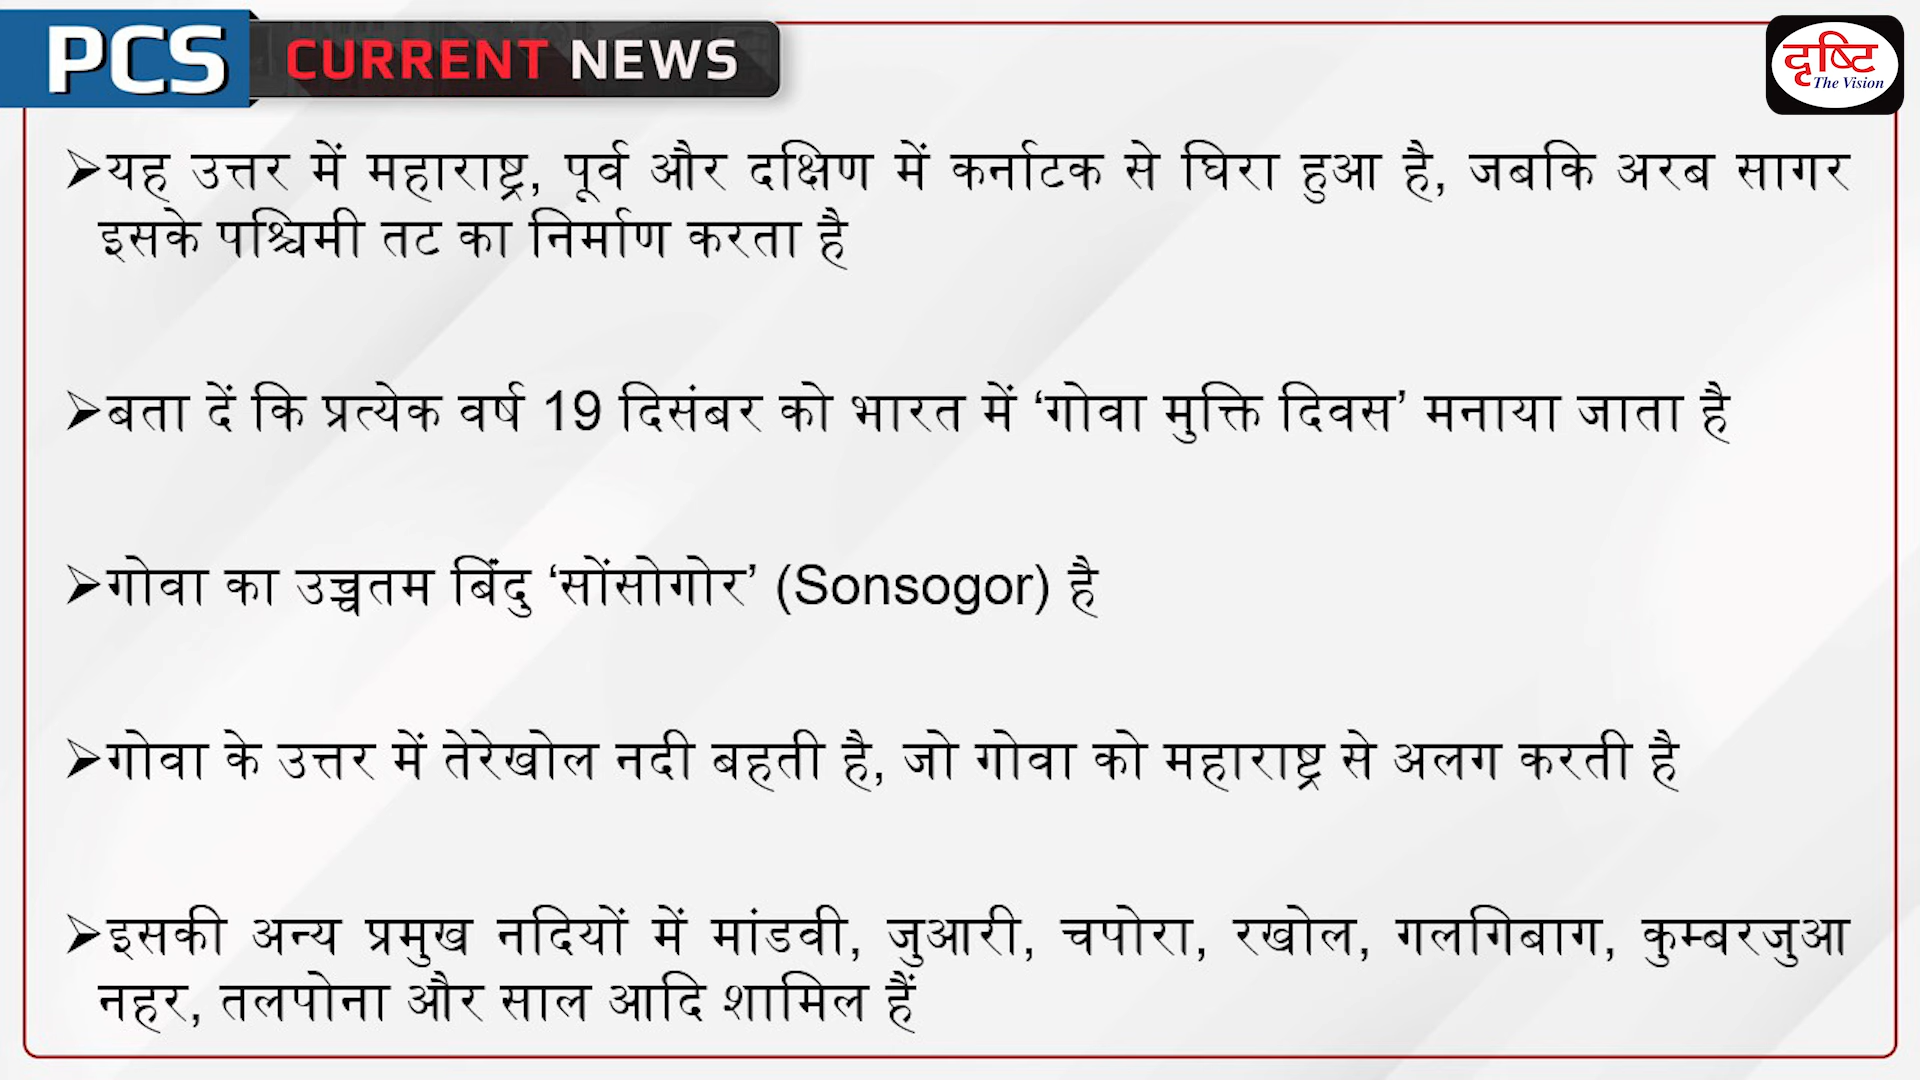 PCS CURRENT NEWS
दृष्टि
The Vision
➢यह उत्तर में महाराष्ट्र, पूर्व और दक्षिण में कर्नाटक से घिरा हुआ है, जबकि अरब सागर
इसके पश्चिमी तट का निर्माण करता है
➢बता दें कि प्रत्येक वर्ष 19 दिसंबर को भारत में ‘गोवा मुक्ति दिवस’ मनाया जाता है
➢गोवा का उच्चतम बिंदु ‘सोंसोगोर’ (Sonsogor) है
➢गोवा के उत्तर में तेरेखोल नदी बहती है, जो गोवा को महाराष्ट्र से अलग करती है
➢इसकी अन्य प्रमुख नदियों में मांडवी, जुआरी, चपोरा, रखोल, गलगिबाग, कुम्बरजुआ
नहर, तलपोना और साल आदि शामिल हैं